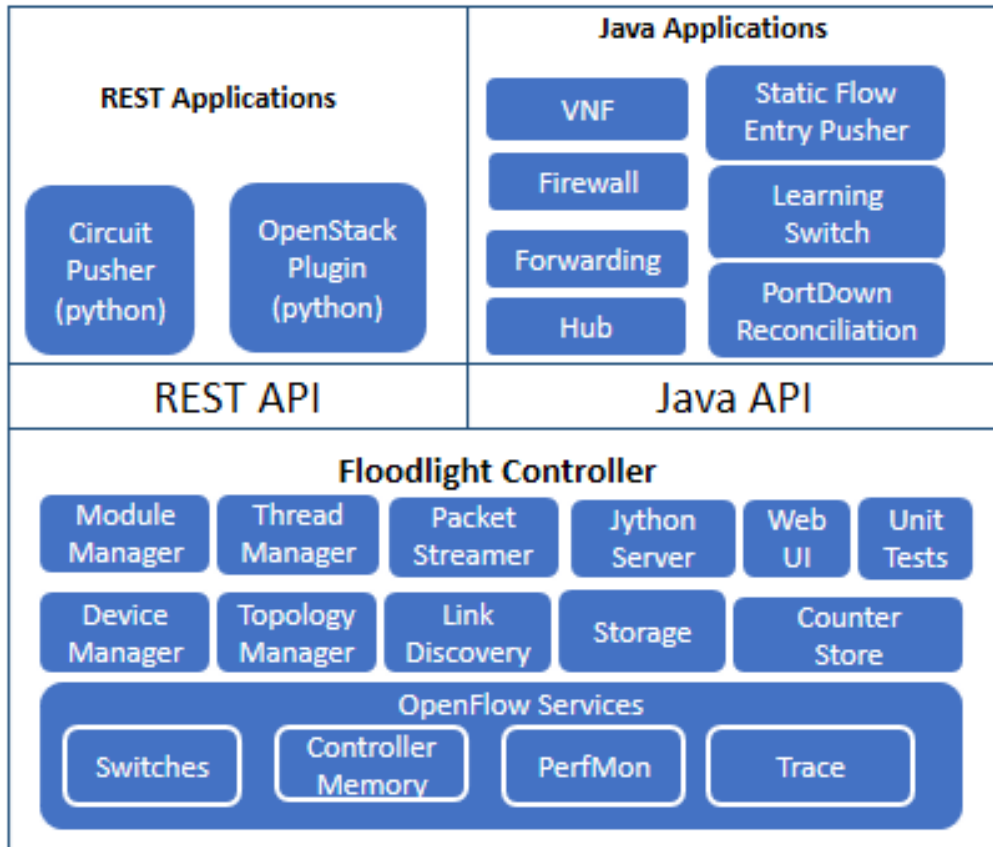 REST Applications
Circuit
Pusher
(python)
OpenStack
Plugin
(python)
Java Applications
VNF
Firewall
Forwarding
Hub
Static Flow
Entry Pusher
Learning
Switch
PortDown
Reconciliation
REST API
Java API
Floodlight Controller
Module
Manager
Thread
Manager
Packet
Streamer
Jython
Server
Web
UI
Unit
Tests
Device
Manager
Topology
Manager
Link
Discovery
Storage
Counter
Store
OpenFlow Services
Switches
Controller
Memory
PerfMon
Trace